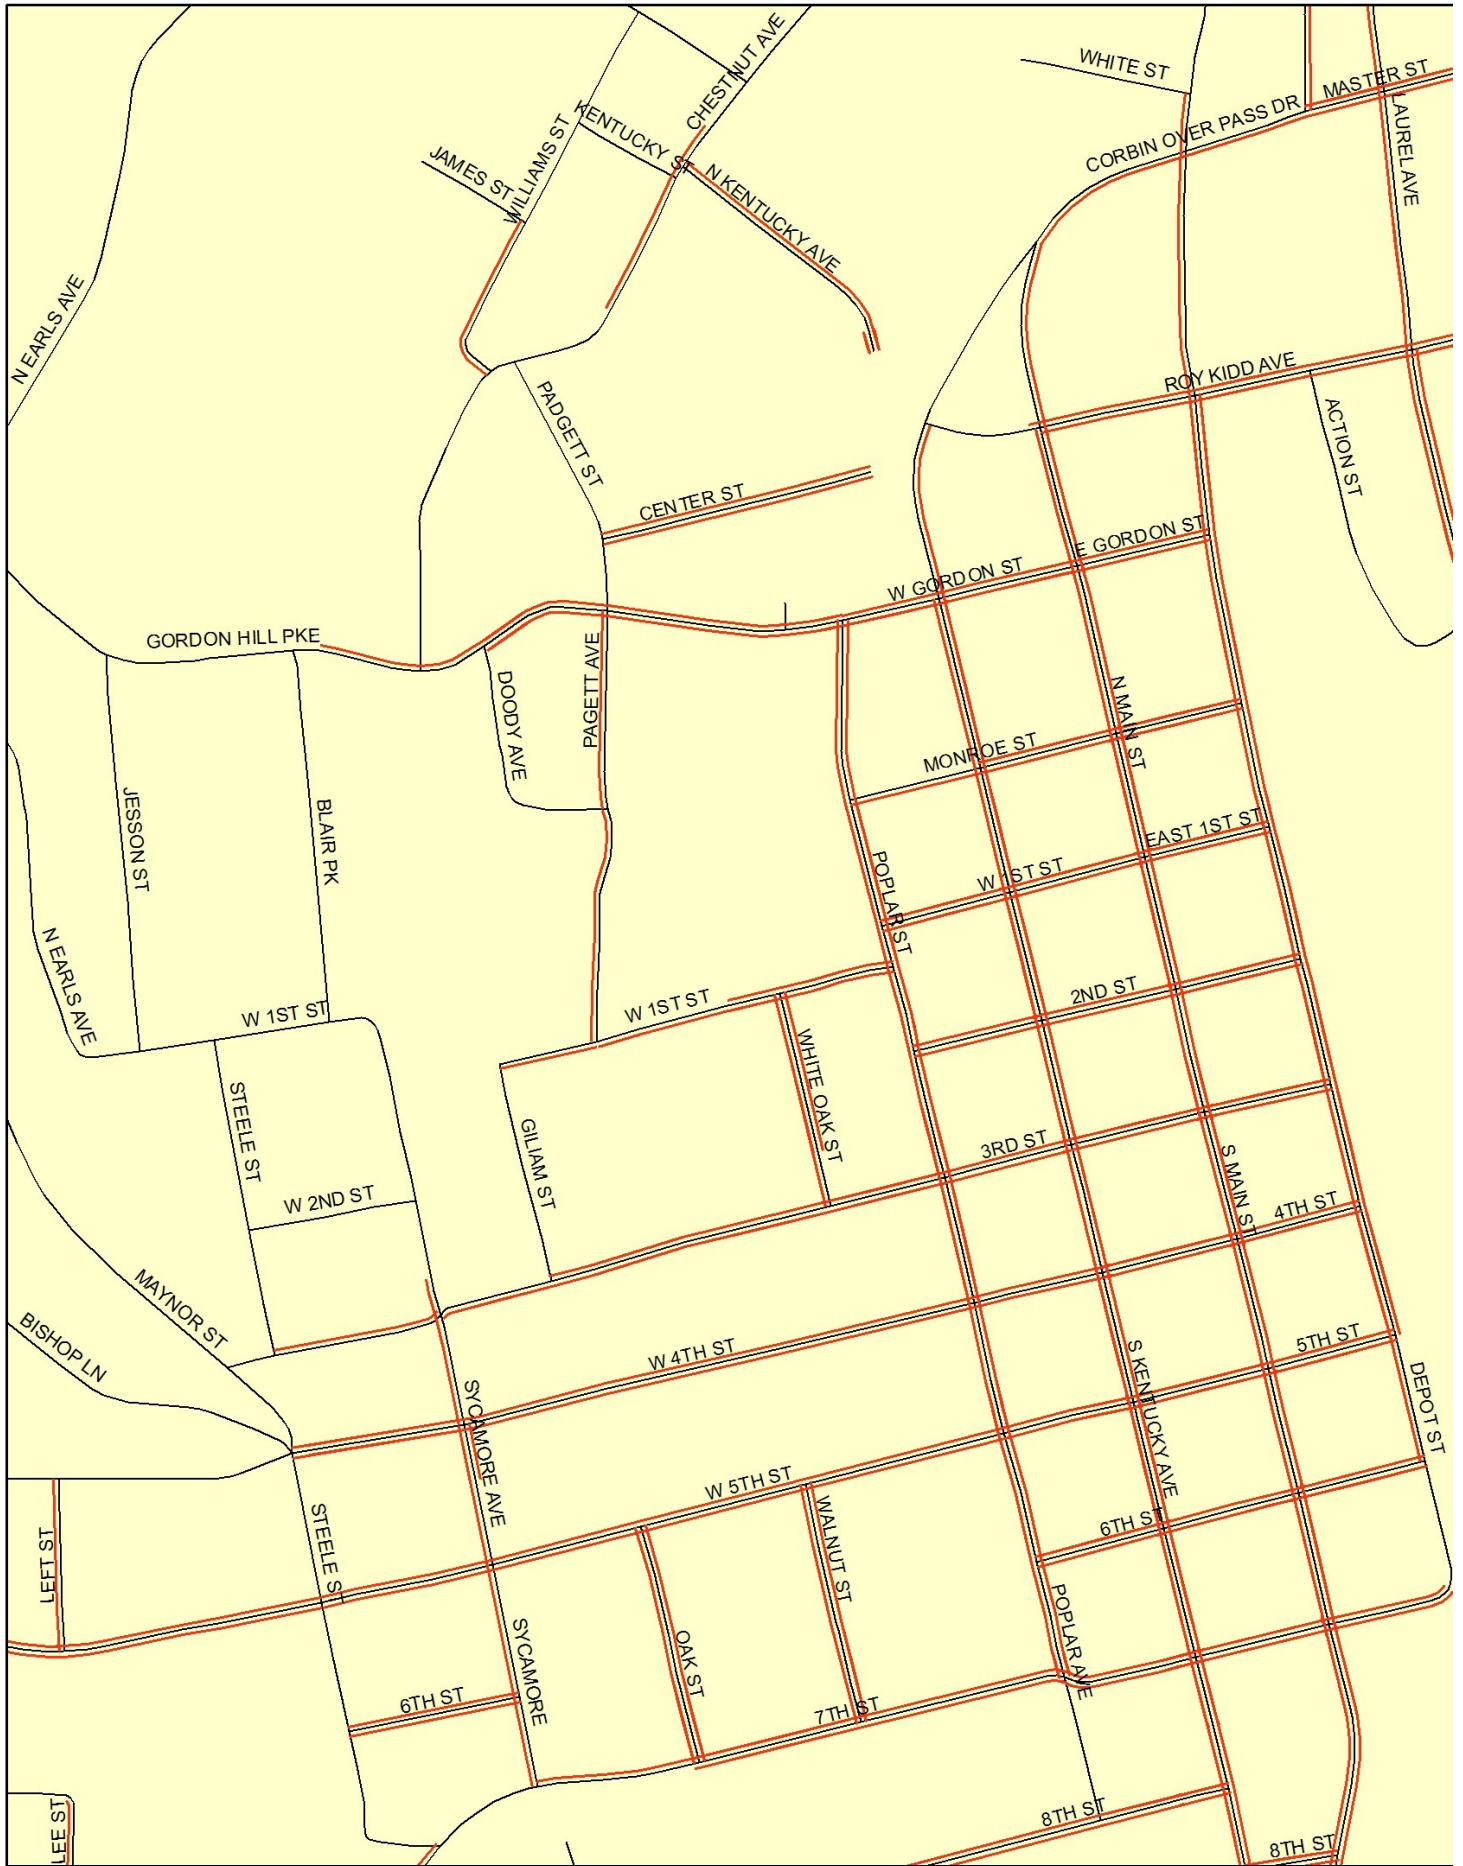 CHESTNUT AVE
WHITE ST
MASTER ST
CORBIN OVER PASS DR
LAUREL AVE
KENTUCKY ST
WILLIAMS ST
JAMES ST
N KENTUCKY AVE
N EARLS AVE
ROY KIDD AVE
ACTION ST
PADGETT ST
CENTER ST
E GORDON ST
W GORDON ST
GORDON HILL PKE
PAGETT AVE
DOODY AVE
N MAIN ST
MONROE ST
JESSON ST
BLAIR PK
EAST 1ST ST
W 1ST ST
POPLAR ST
N EARLS AVE
2ND ST
W 1ST ST
W 1ST ST
WHITE OAK ST
STEELE ST
GILIAM ST
3RD ST
S MAIN ST
W 2ND ST
4TH ST
MAYNOR ST
BISHOP LN
W 4TH ST
5TH ST
S KENTUCKY AVE
DEPOT ST
SYCAMORE AVE
W 5TH ST
WALNUT ST
6TH ST
LEFT ST
STEELE ST
POPLAR AVE
SYCAMORE
OAK ST
6TH ST
7TH ST
LEE ST
8TH ST
8TH ST